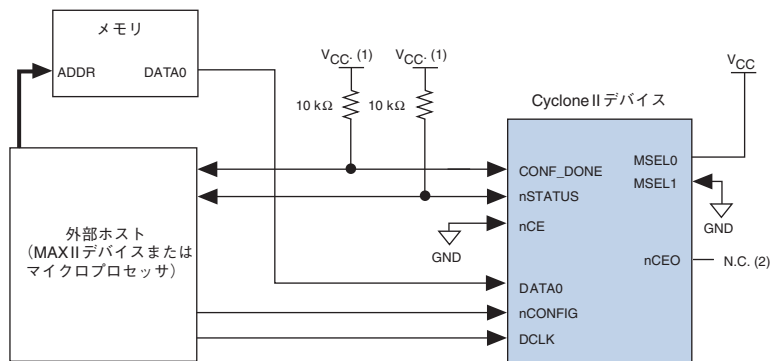 メモリ
ADDR DATA0
VCC. (1) VCC. (1)
10 kΩ 10 kΩ
Cyclone II デバイス
VCC
MSEL0
MSEL1
GND
CONF_DONE
nSTATUS
nCE
GND
nCEO N.C. (2)
DATA0
nCONFIG
DCLK
外部ホスト
(MAX II デバイスまたは
マイクロプロセッサ)